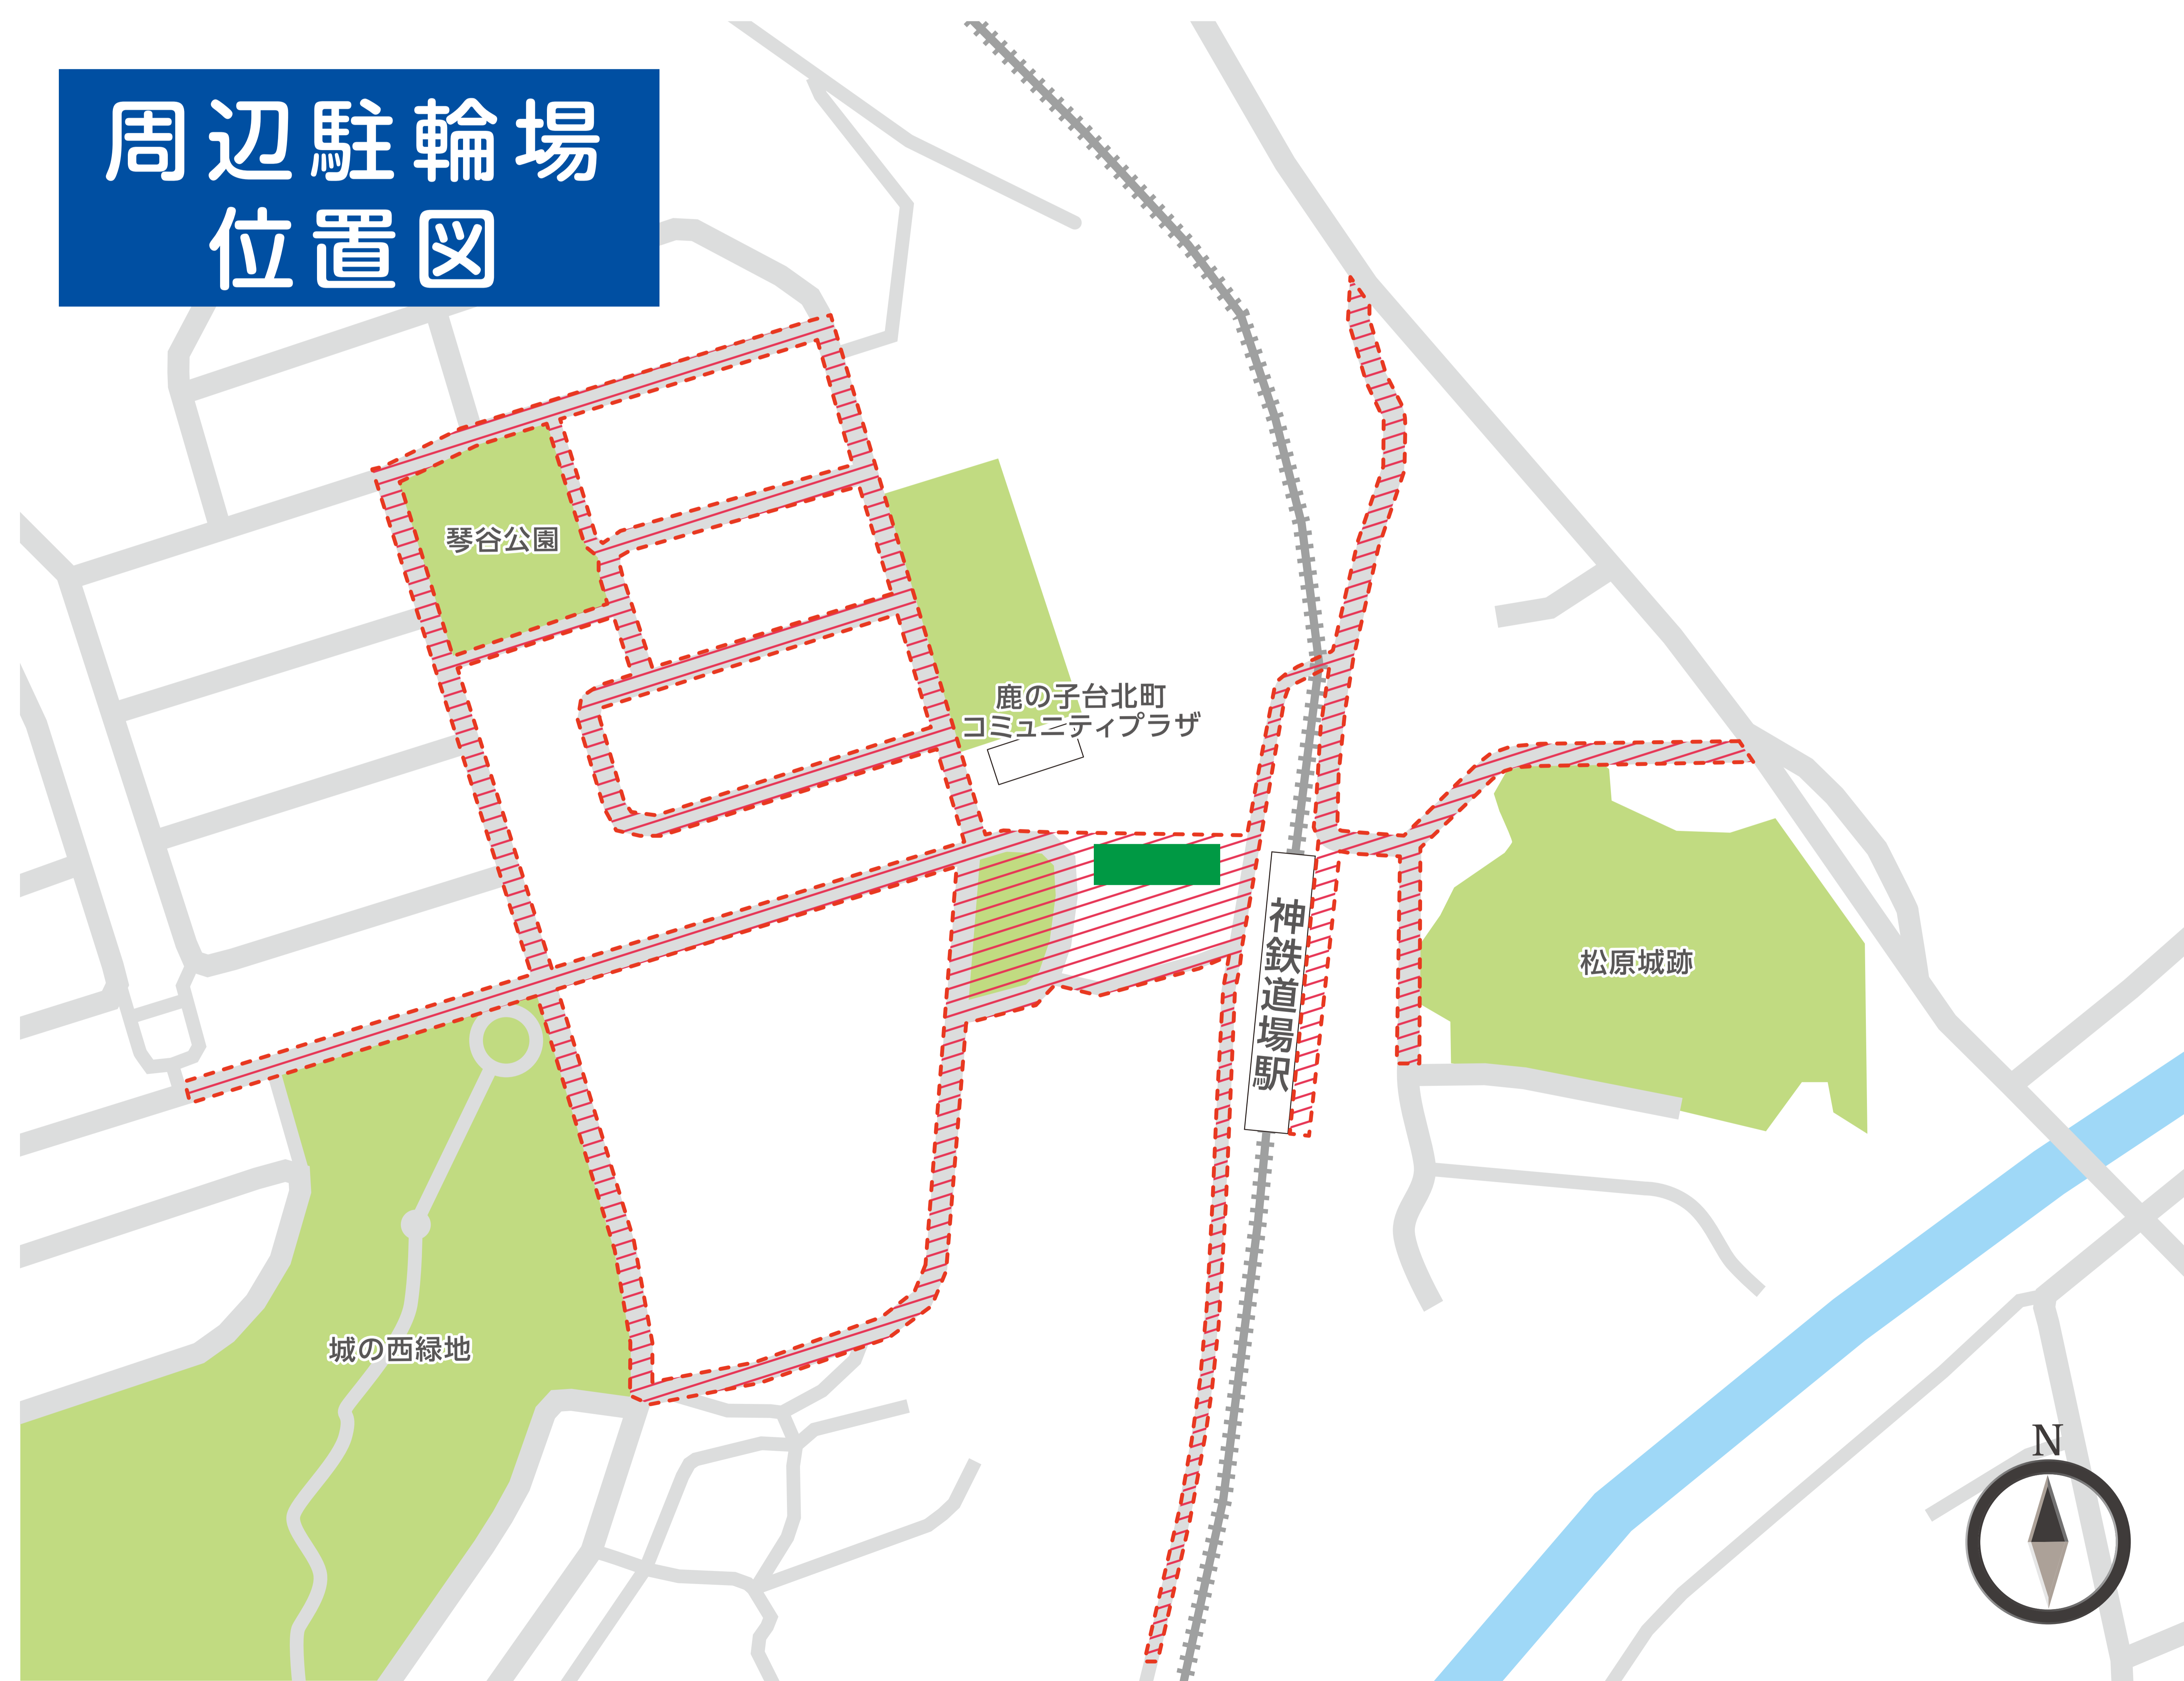 周辺駐輪場
位置図
琴谷公園
鹿の子台北町
コミュニティプラザ
神鉄道場駅
松原城跡
城の西緑地
N